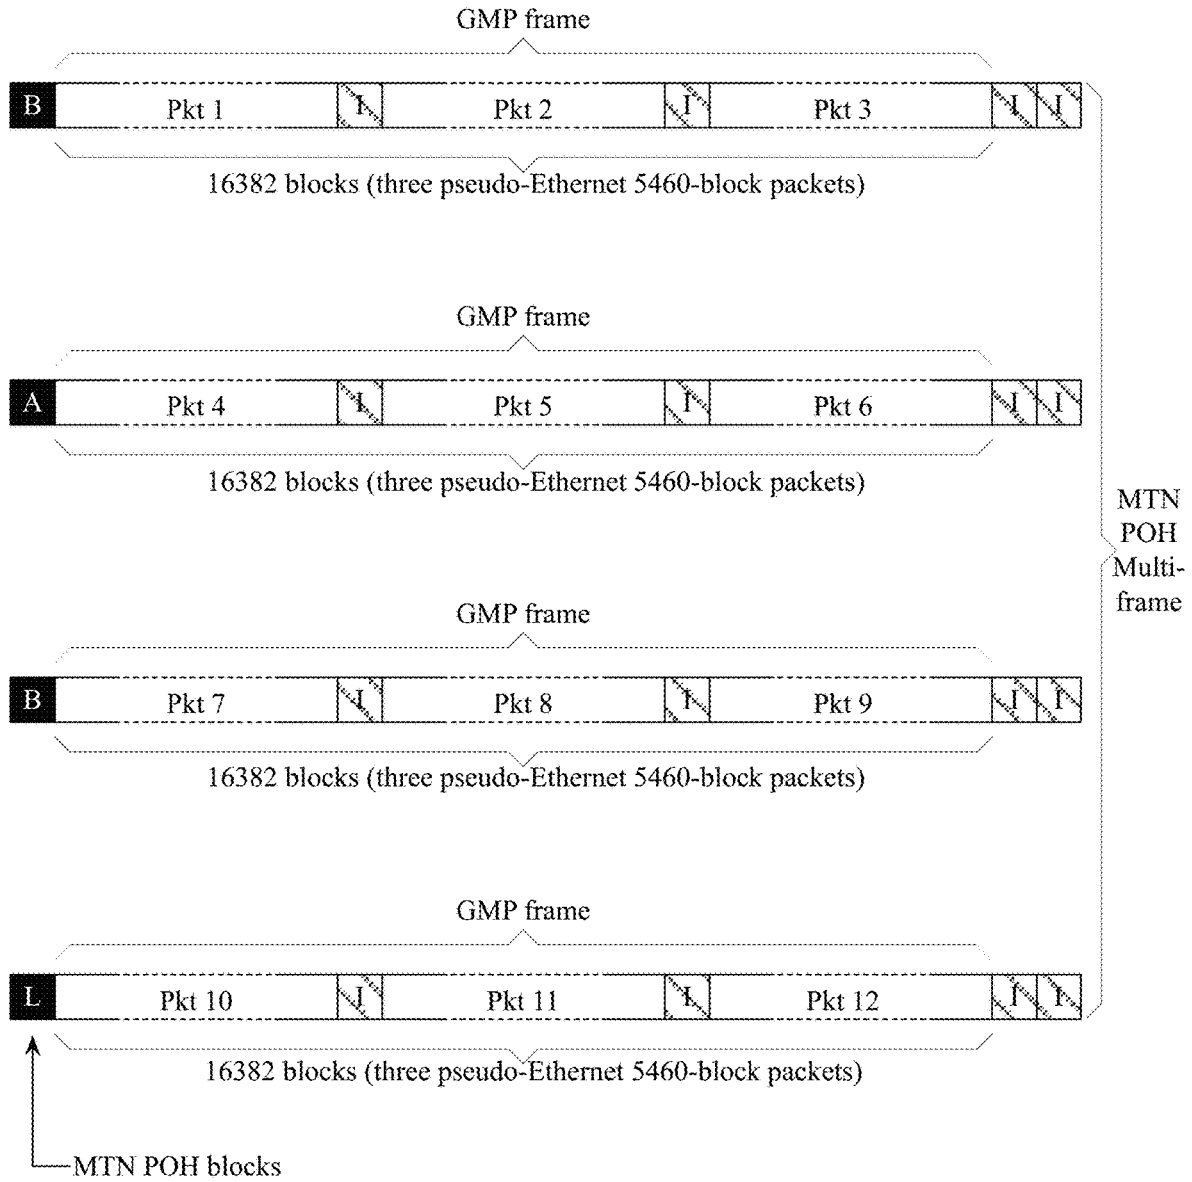 GMP frame
B Pkt 1 I Pkt 2 I Pkt 3 I I
16382 blocks (three pseudo-Ethernet 5460-block packets)
GMP frame
A Pkt 4 I Pkt 5 I Pkt 6 I I
16382 blocks (three pseudo-Ethernet 5460-block packets)
MTN
POH
Multi-
frame
GMP frame
B Pkt 7 I Pkt 8 I Pkt 9 I I
16382 blocks (three pseudo-Ethernet 5460-block packets)
GMP frame
L Pkt 10 I Pkt 11 I Pkt 12 I I
16382 blocks (three pseudo-Ethernet 5460-block packets)
MTN POH blocks